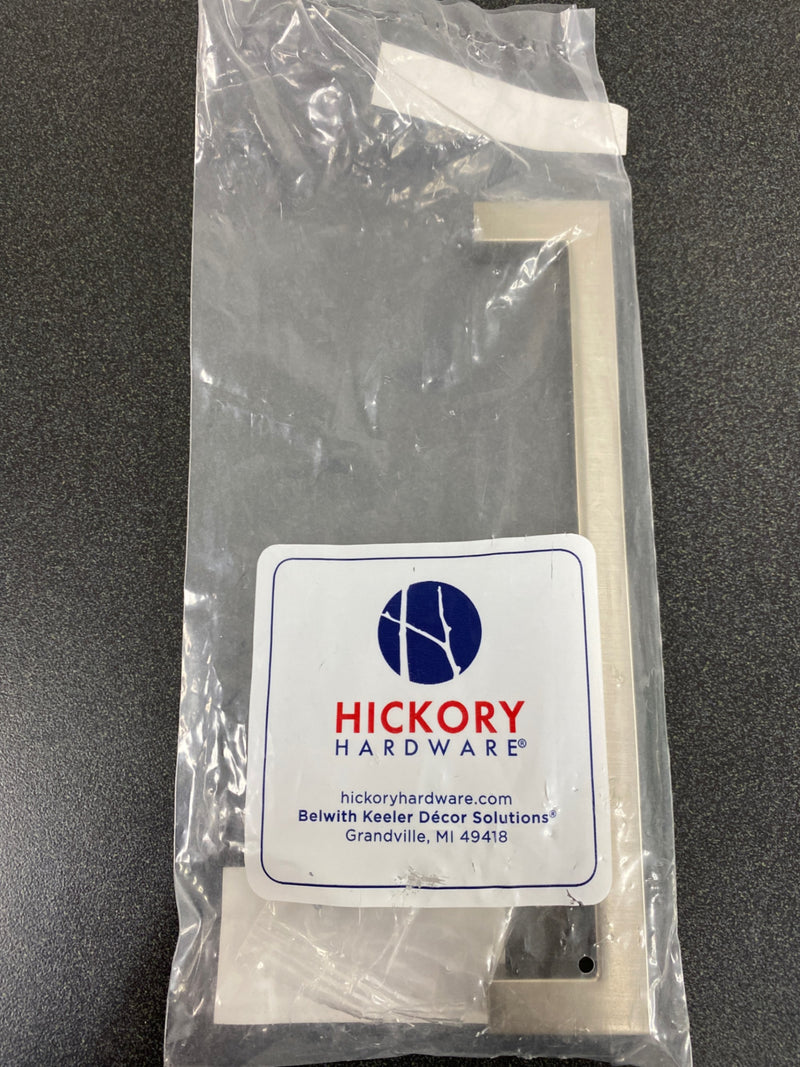 HICKORY
HARDWARE®
hickoryhardware.com
Belwith Keeler Décor Solutions®
Grandville, MI 49418